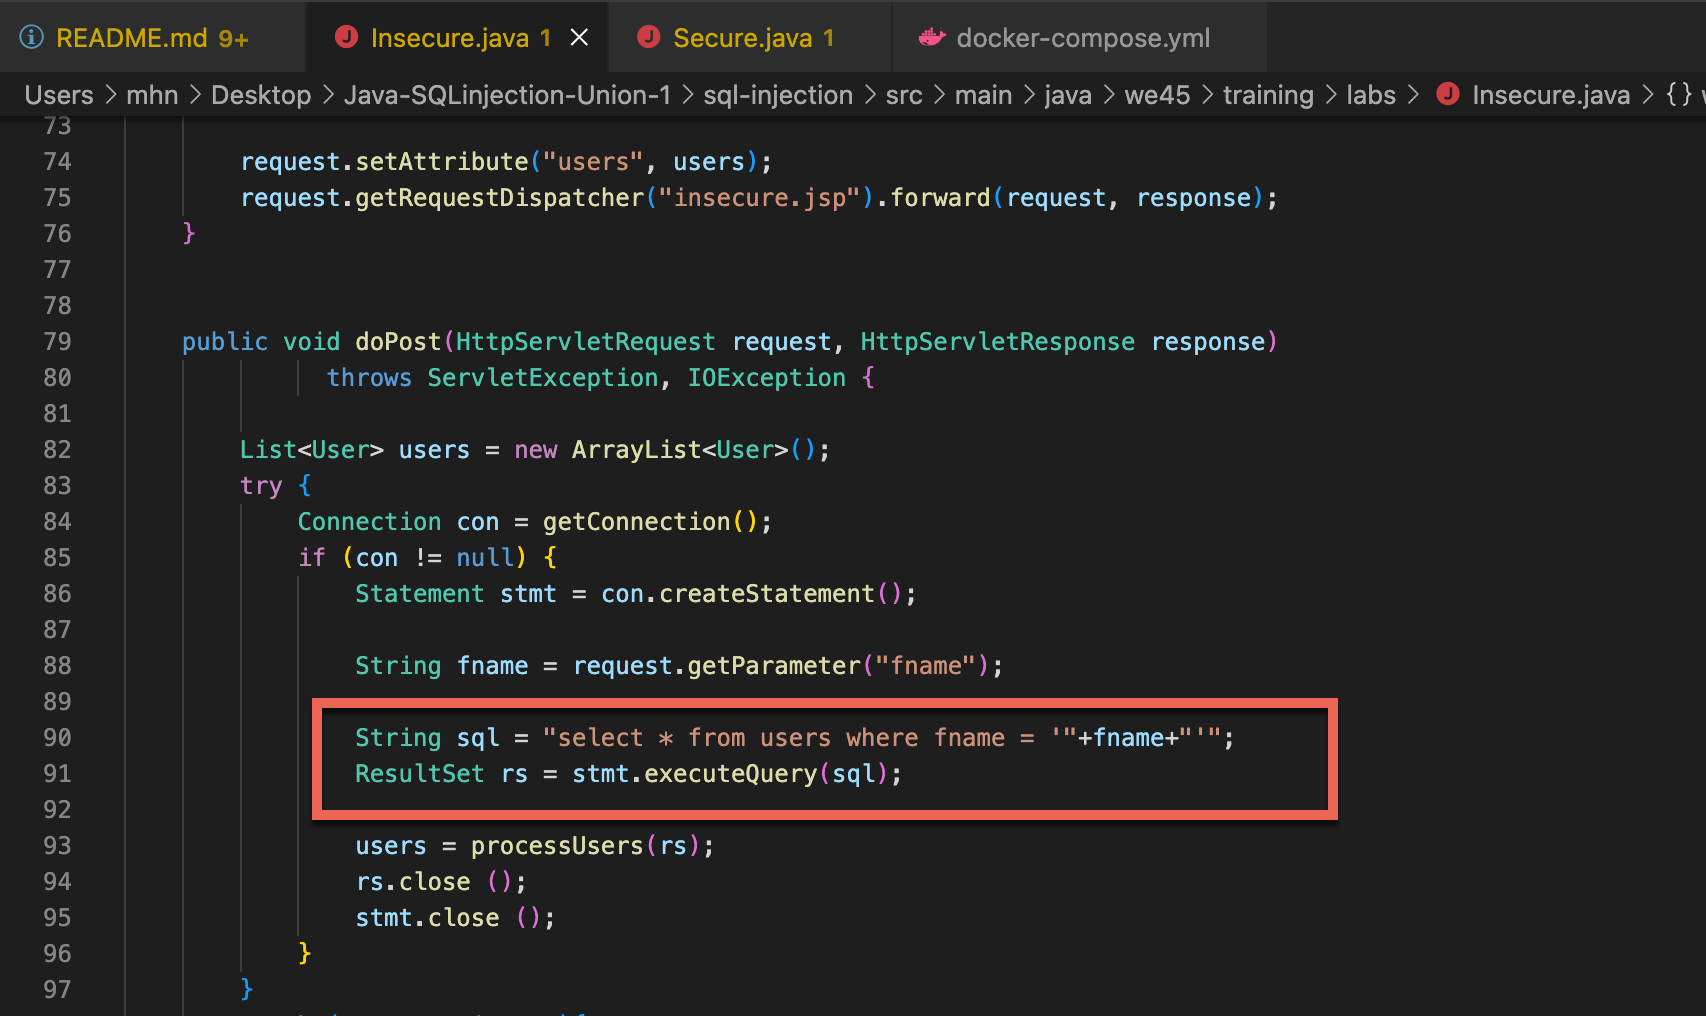 README.md 9+ Insecure.java 1 Secure.java 1 docker-compose.yml
Users > mhn > Desktop > Java-SQLinjection-Union-1 > sql-injection > src > main > java > we45 > training > labs > Insecure.java > {}
73
74 request.setAttribute("users", users);
75 request.getRequestDispatcher("insecure.jsp").forward(request, response);
76 }
77
78
79 public void doPost(HttpServletRequest request, HttpServletResponse response)
80 throws ServletException, IOException {
81
82 List<User> users = new ArrayList<User>();
83 try {
84 Connection con = getConnection();
85 if (con != null) {
86 Statement stmt = con.createStatement();
87
88 String fname = request.getParameter("fname");
89
90 String sql = "select * from users where fname = '"+fname+"'";
91 ResultSet rs = stmt.executeQuery(sql);
92
93 users = processUsers(rs);
94 rs.close ();
95 stmt.close ();
96 }
97 }